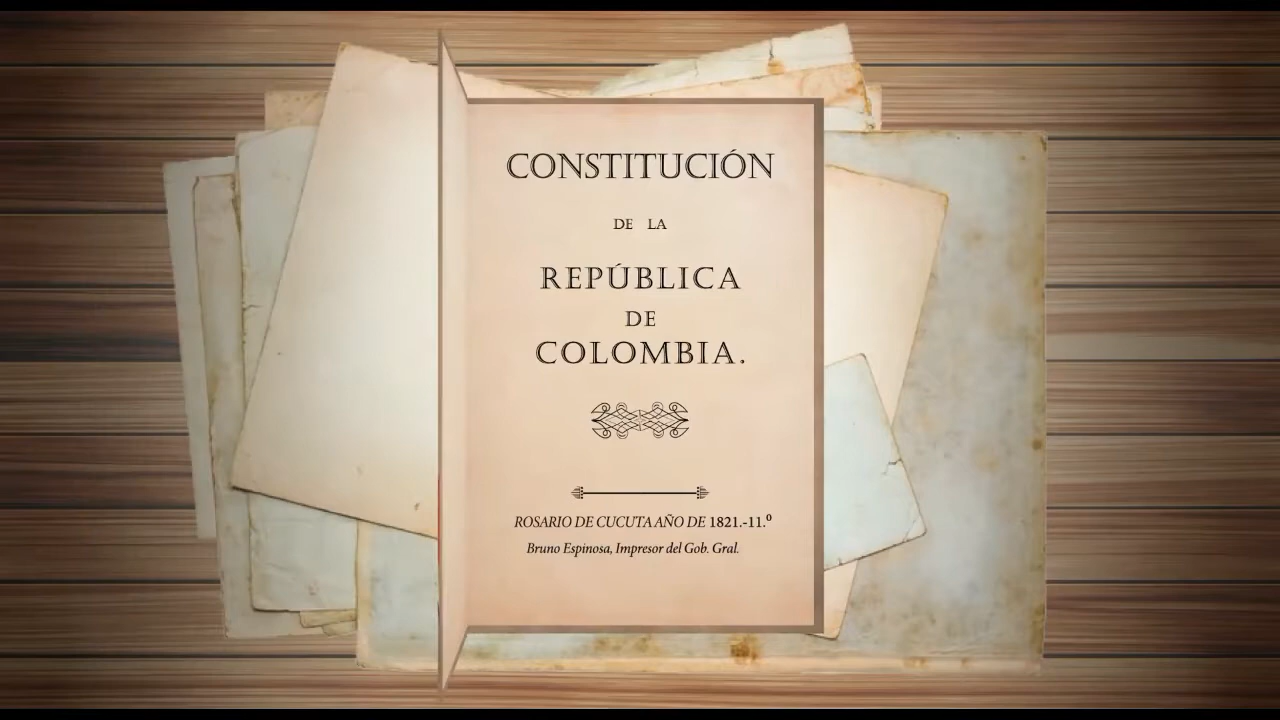 CONSTITUCIÓN
DE LA
REPÚBLICA
DE
COLOMBIA.
ROSARIO DE CUCUTA AÑO DE 1821.-11.º
Bruno Espinosa, Impresor del Gob. Gral.